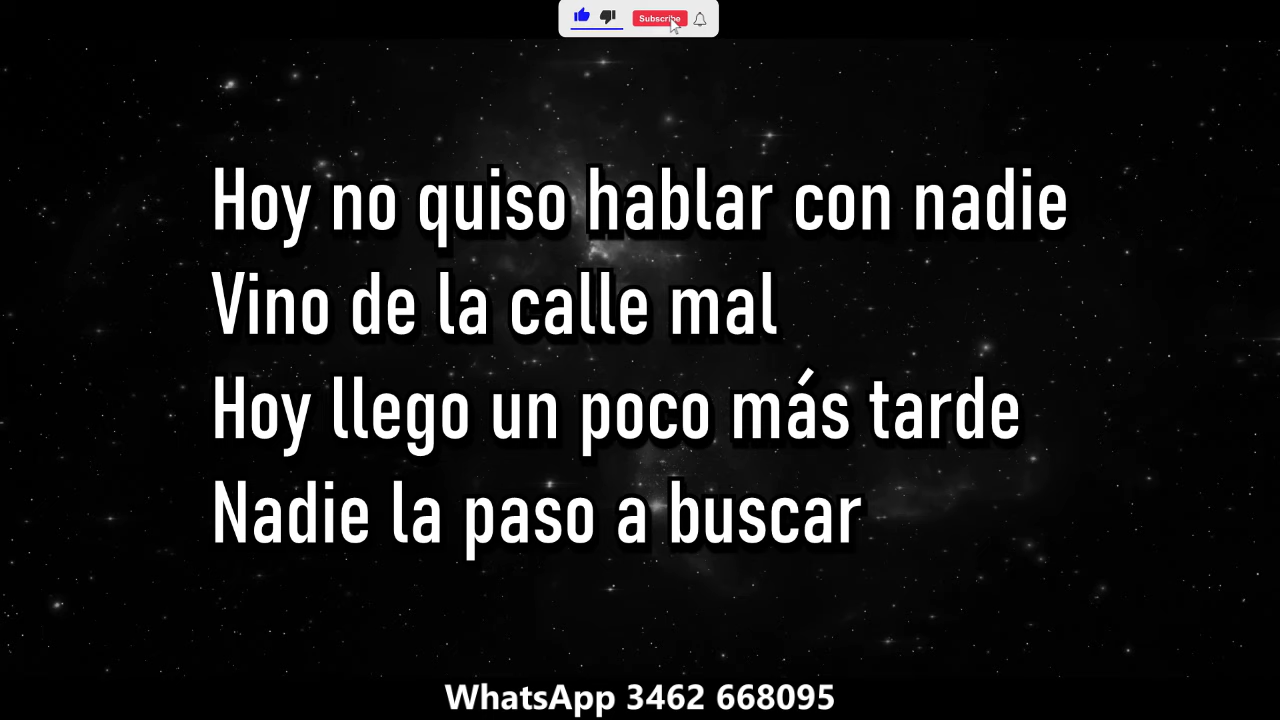 Subscribe
Hoy no quiso hablar con nadie
Vino de la calle mal
Hoy llego un poco más tarde
Nadie la paso a buscar
WhatsApp 3462 668095